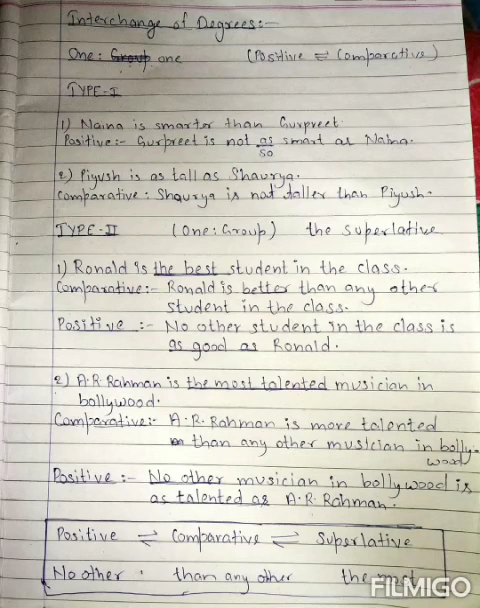 Interchange of Degrees:-
One: Group one (Positive ⇌ Comparative)
TYPE-I
1) Naina is smarter than Gurpreet.
Positive:- Gurpreet is not as smart as Naina.
so
2) Piyush is as tall as Shaurya.
Comparative: Shaurya is not taller than Piyush.
TYPE-II (One: Group) the superlative
1) Ronald is the best student in the class.
Comparative:- Ronald is better than any other
student in the class.
Positive :- No other student in the class is
as good as Ronald.
2) A.R. Rahman is the most talented musician in
bollywood.
Comparative:- A.R. Rahman is more talented
than any other musician in bolly-
wood
Positive :- No other musician in bollywood is
as talented as A.R. Rahman.
Positive ⇌ Comparative ⇌ Superlative
No other . than any other the most
FILMIGO